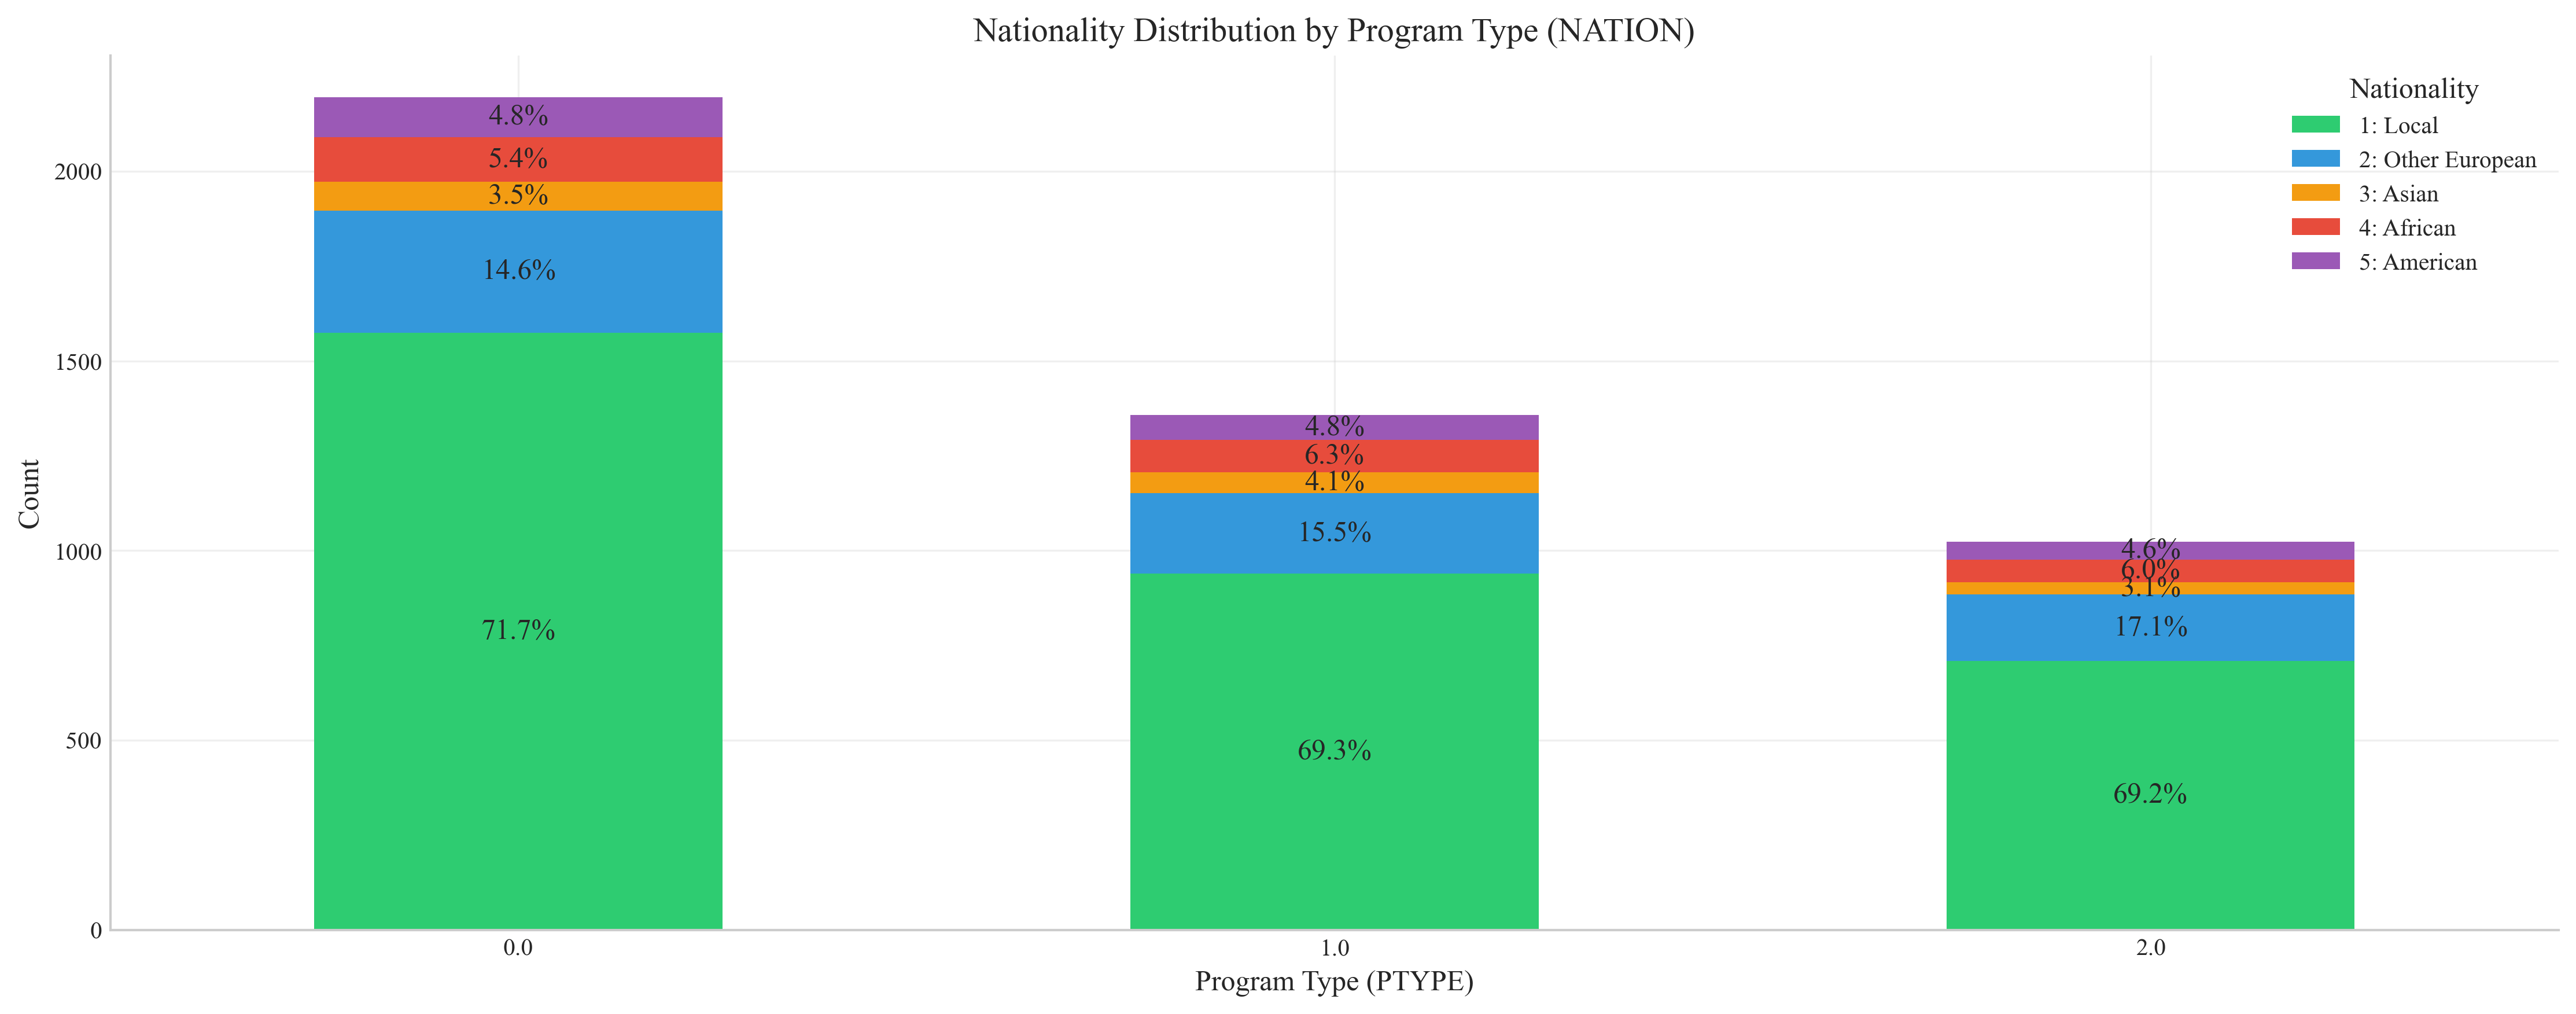 Nationality Distribution by Program Type (NATION)
Nationality
1: Local
2: Other European
3: Asian
4: African
5: American
Count
2000
1500
1000
500
0
4.8%
5.4%
3.5%
14.6%
71.7%
4.8%
6.3%
4.1%
15.5%
69.3%
4.6%
6.0%
3.1%
17.1%
69.2%
0.0
1.0
2.0
Program Type (PTYPE)